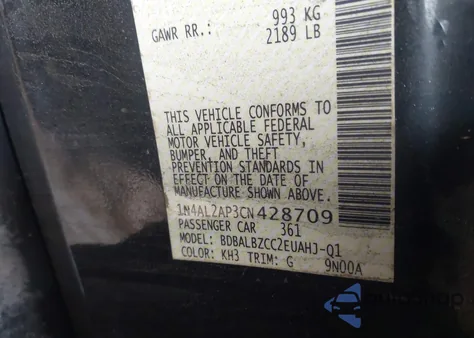 993 KG
GAWR RR.: 2189 LB
THIS VEHICLE CONFORMS TO
ALL APPLICABLE FEDERAL
MOTOR VEHICLE SAFETY,
BUMPER, AND THEFT
PREVENTION STANDARDS IN
EFFECT ON THE DATE OF
MANUFACTURE SHOWN ABOVE.
1N4AL2AP3CN428709
PASSENGER CAR 361
MODEL: BDBALBZCC2EUAHJ-Q1
COLOR: KH3 TRIM: G 9N00A